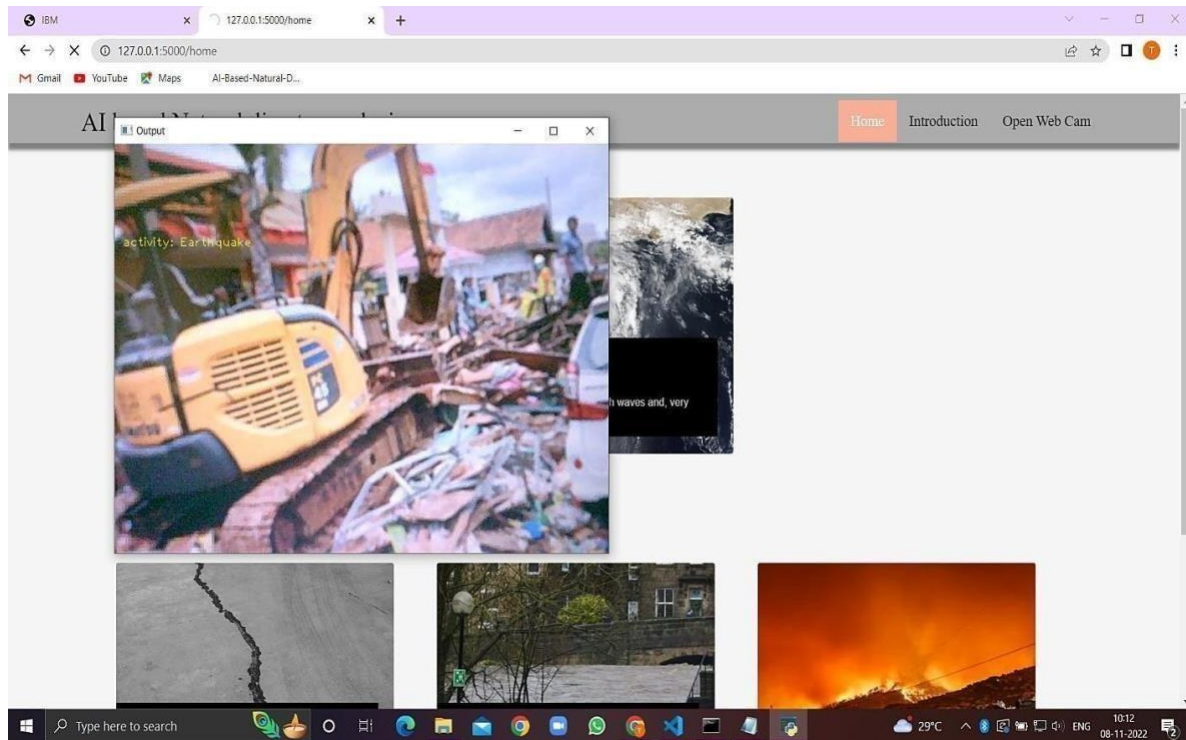 IBM
127.0.0.1:5000/home
127.0.0.1:5000/home
Gmail YouTube Maps AI-Based-Natural-D...
AI
Home Introduction Open Web Cam
Output
activity: Earthquake
waves and, very
Type here to search
29°C ENG
10:12
08-11-2022
2